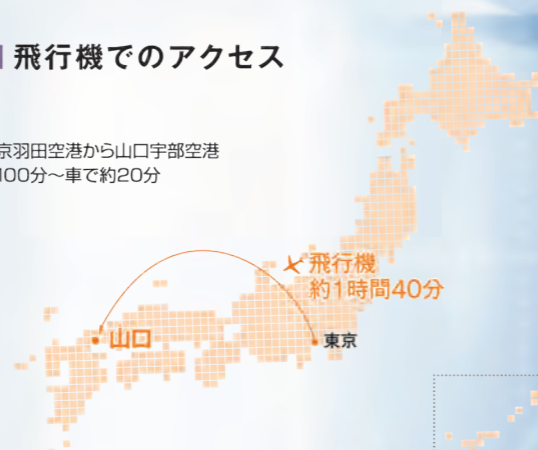 飛行機でのアクセス
京羽田空港から山口宇部空港
100分～車で約20分
飛行機
約1時間40分
山口
東京